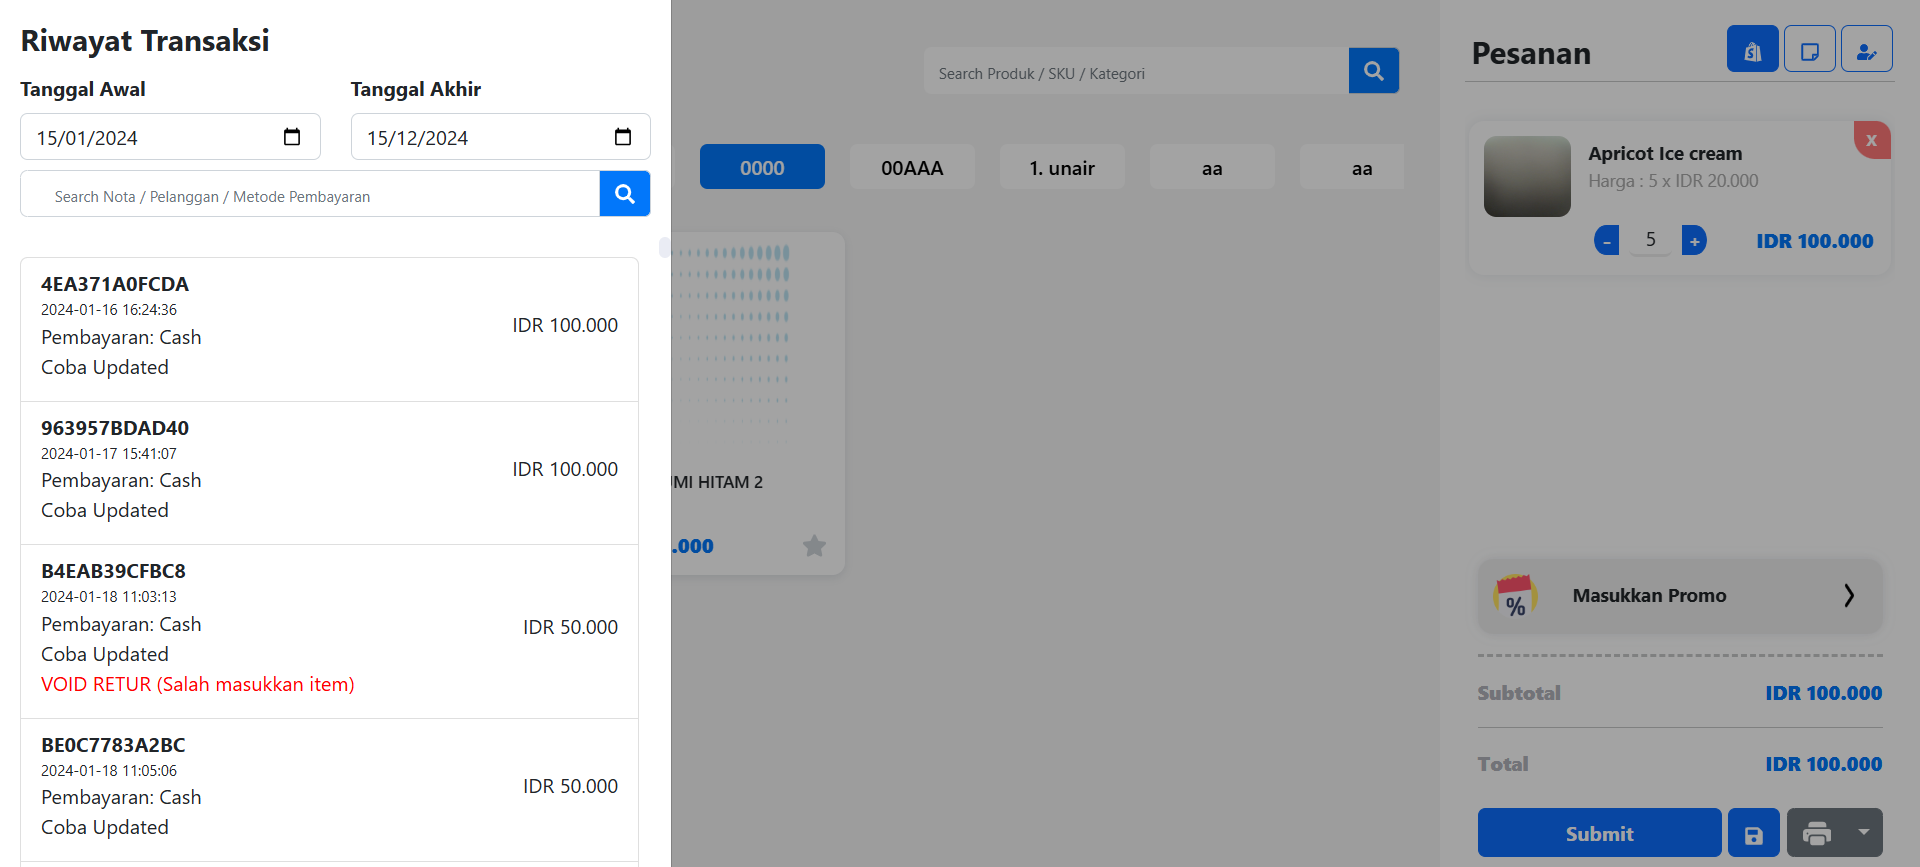 Riwayat Transaksi
Tanggal Awal
Tanggal Akhir
15/01/2024
15/12/2024
Search Nota / Pelanggan / Metode Pembayaran
4EA371A0FCDA
2024-01-16 16:24:36
Pembayaran: Cash
Coba Updated
IDR 100.000
963957BDAD40
2024-01-17 15:41:07
Pembayaran: Cash
Coba Updated
IDR 100.000
B4EAB39CFBC8
2024-01-18 11:03:13
Pembayaran: Cash
Coba Updated
VOID RETUR (Salah masukkan item)
IDR 50.000
BE0C7783A2BC
2024-01-18 11:05:06
Pembayaran: Cash
Coba Updated
IDR 50.000
Search Produk / SKU / Kategori
0000
00AAA
1. unair
aa
aa
HITAM 2
.000
Pesanan
Apricot Ice cream
x
Harga : 5 x IDR 20.000
-
5
+
IDR 100.000
%
Masukkan Promo
Subtotal
IDR 100.000
Total
IDR 100.000
Submit